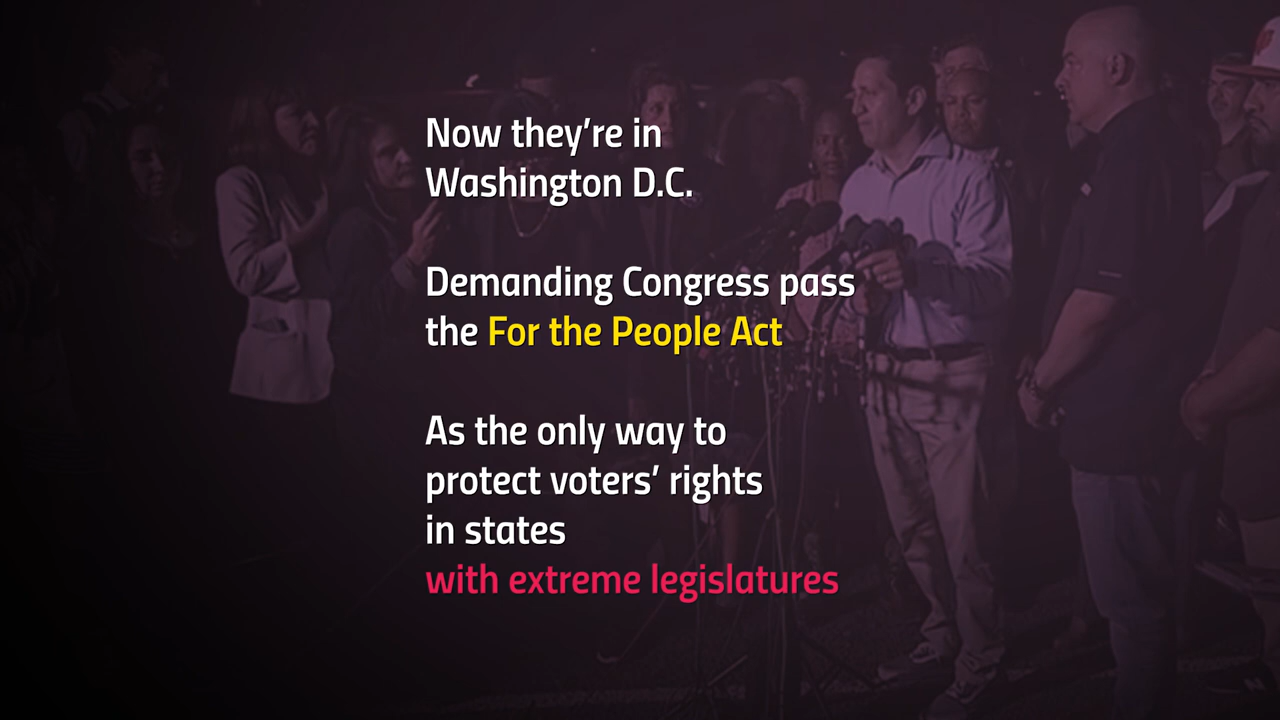 Now they’re in
Washington D.C.
Demanding Congress pass
the For the People Act
As the only way to
protect voters’ rights
in states
with extreme legislatures